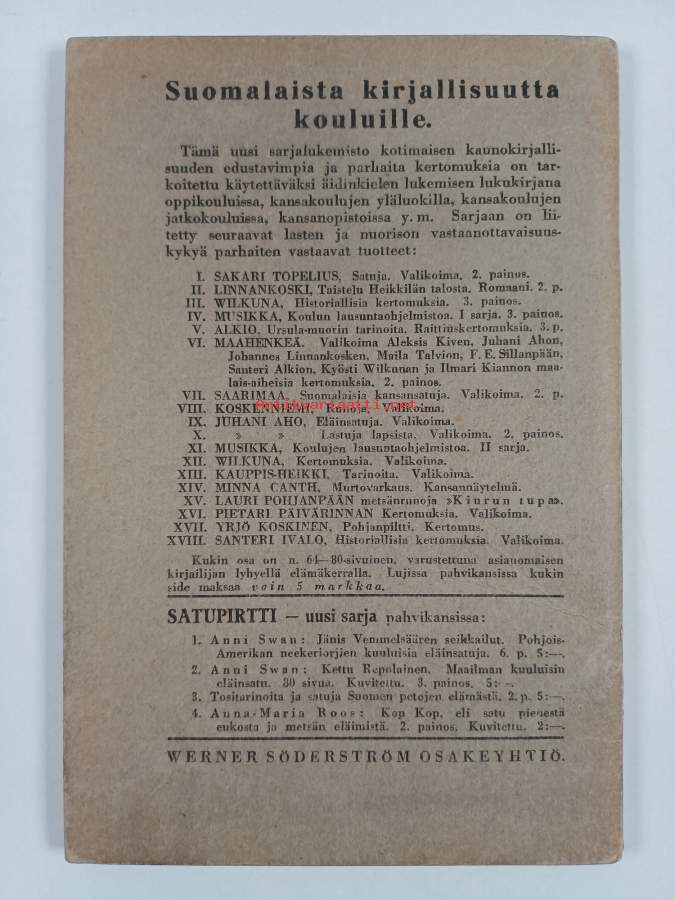 Suomalaista kirjallisuutta
kouluille.
Tämä uusi sarjalukemisto kotimaisen kaunokirjalli-
suuden edustavimpia ja parhaita kertomuksia on tar-
koitettu käytettäväksi äidinkielen lukemisen lukukirjana
oppikouluissa, kansakoulujen yläluokilla, kansakoulujen
jatkokouluissa, kansanopistoissa y. m. Sarjaan on lii-
tetty seuraavat lasten ja nuorison vastaanottavaisuus-
kykyä parhaiten vastaavat tuotteet:
I. SAKARI TOPELIUS, Satuja. Valikoima. 2. painos.
II. LINNANKOSKI, Taistelu Heikkilän talosta. Romaani. 2. p.
III. WILKUNA, Historiallisia kertomuksia. 3. painos.
IV. MUSIKKA, Koulun lausuntaohjelmistoa. I sarja. 3. painos.
V. ALKIO, Ursula-muorin tarinoita. Raittiuskertomuksia. 3. p.
VI. MAAHENKEÄ. Valikoima Aleksis Kiven, Juhani Ahon,
Johannes Linnankosken, Maila Talvion, F. E. Sillanpään,
Santeri Alkion, Kyösti Wilkunan ja Ilmari Kiannon maa-
lais-aiheisia kertomuksia. 2. painos.
VII. SAARIMAA, Suomalaisia kansansatuja. Valikoima. 2. p.
VIII. KOSKENNIEMI, Runoja. Valikoima.
IX. JUHANI AHO, Eläinsatuja. Valikoima.
X. » » Lastuja lapsista. Valikoima. 2. painos.
XI. MUSIKKA, Koulujen lausuntaohjelmistoa. II sarja.
XII. WILKUNA, Kertomuksia. Valikoima.
XIII. KAUPPIS-HEIKKI, Tarinoita. Valikoima.
XIV. MINNA CANTH, Murtovarkaus. Kansannäytelmä.
XV. LAURI POHJANPÄÄN metsänrunoja »Kiurun tupa».
XVI. PIETARI PÄIVÄRINNAN Kertomuksia. Valikoima.
XVII. YRJÖ KOSKINEN, Pohjanpiltti. Kertomus.
XVIII. SANTERI IVALO, Historiallisia kertomuksia. Valikoima.
Kukin osa on n. 64—80-sivuinen, varustettuna asianomaisen
kirjailijan lyhyellä elämäkerralla. Lujissa pahvikansissa kukin
side maksaa vain 5 markkaa.
SATUPIRTTI — uusi sarja pahvikansissa:
1. Anni Swan: Jänis Vemmelsäären seikkailut. Pohjois-
Amerikan neekeriorjien kuuluisia eläinsatuja. 6. p. 5:—.
2. Anni Swan: Kettu Repolainen. Maailman kuuluisin
eläinsatu. 80 sivua. Kuvitettu. 3. painos. 5:—.
3. Tositarinoita ja satuja Suomen petojen elämästä. 2. p. 5:—.
4. Anna-Maria Roos: Kop Kop, eli satu pienestä
eukosta ja metsän eläimistä. 2. painos. Kuvitettu. 2:—.
WERNER SÖDERSTRÖM OSAKEYHTIÖ.